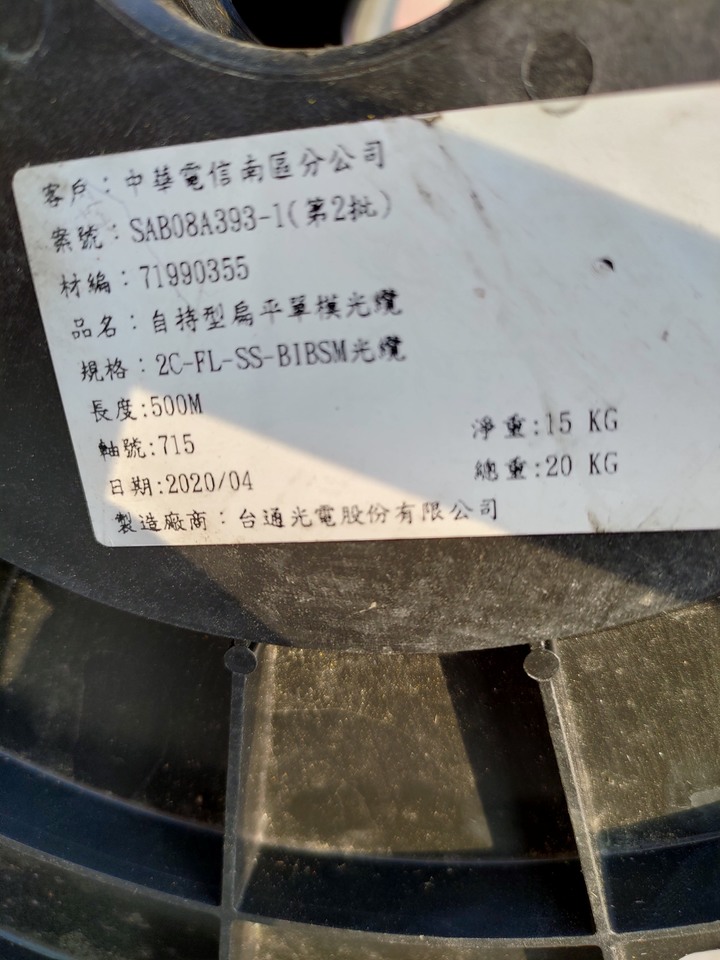 客戶：中華電信南區分公司
案號：SAB08A393-1(第2批)
材編：71990355
品名：自持型扁平單模光纜
規格：2C-FL-SS-BIBSM光纜
長度:500M
淨重:15 KG
軸號:715
總重:20 KG
日期:2020/04
製造廠商：台通光電股份有限公司